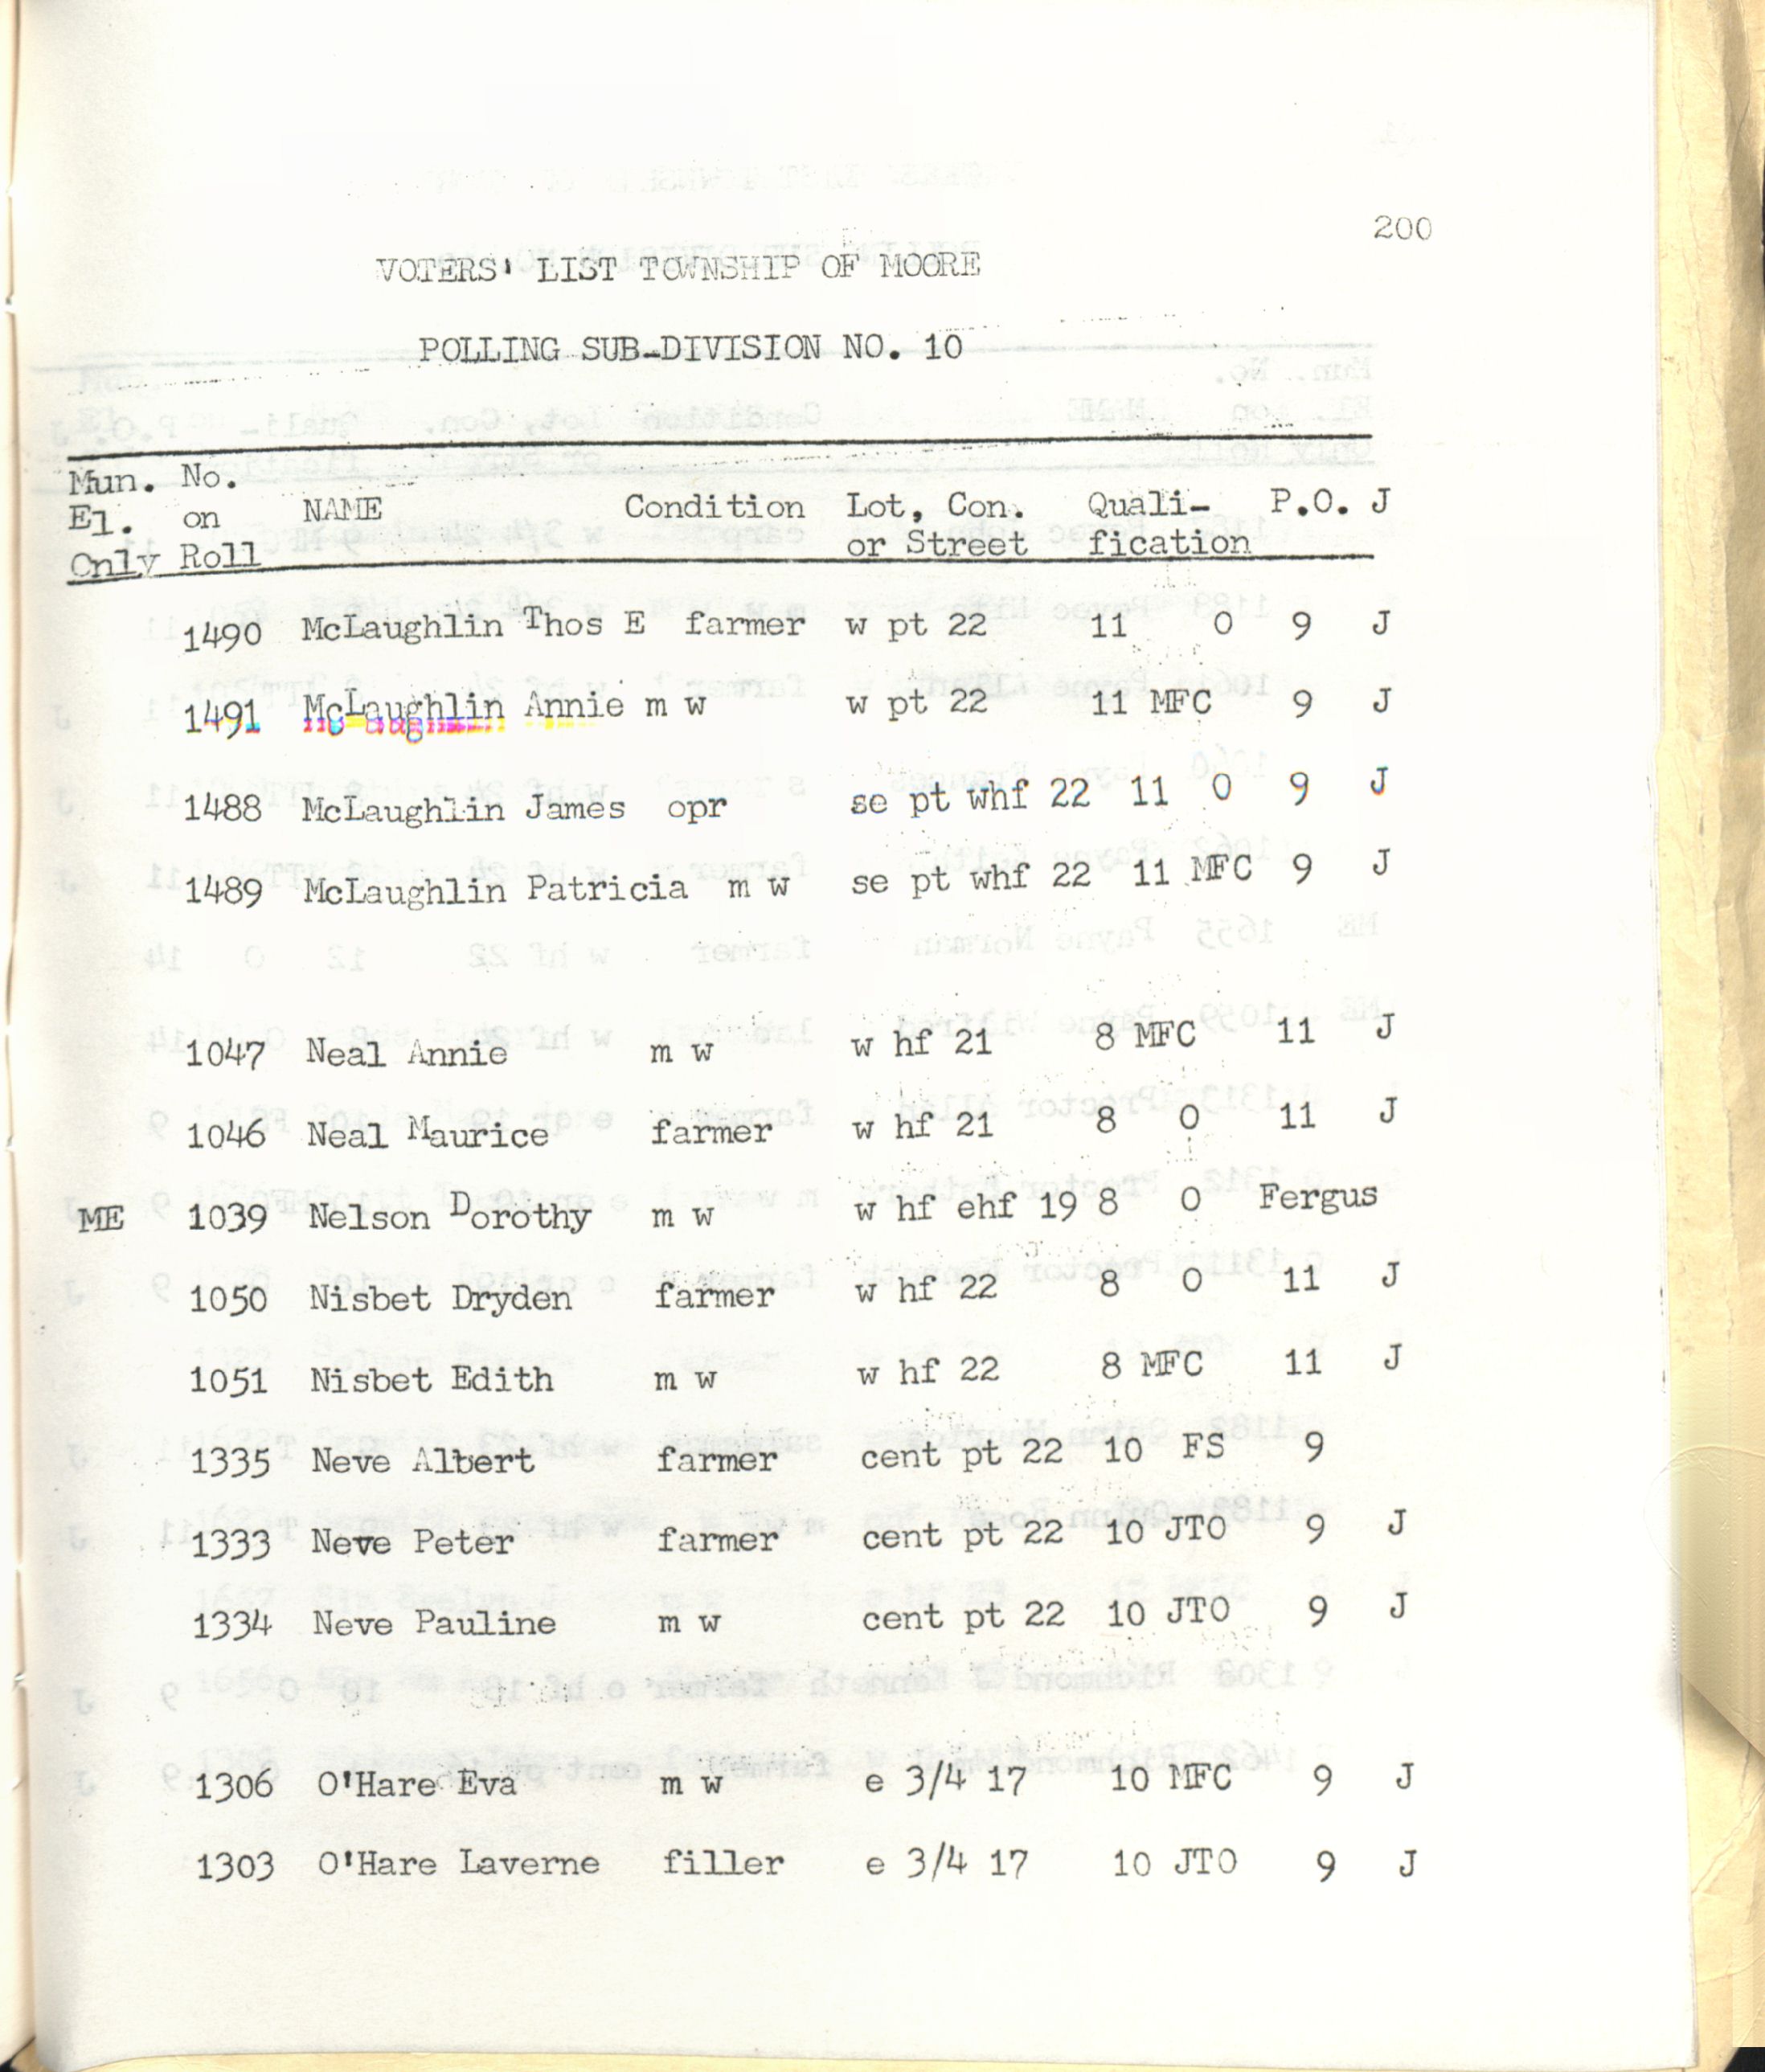 200
VOTERS' LIST TOWNSHIP OF MOORE
POLLING SUB-DIVISION NO. 10
Mun. No.
El. on NAME Condition Lot, Con. Quali- P.O. J
Only Roll or Street fication
1490 McLaughlin Thos E farmer w pt 22 11 O 9 J
1491 McLaughlin Annie m w w pt 22 11 MFC 9 J
1488 McLaughlin James opr se pt whf 22 11 O 9 J
1489 McLaughlin Patricia m w se pt whf 22 11 MFC 9 J
1047 Neal Annie m w w hf 21 8 MFC 11 J
1046 Neal Maurice farmer w hf 21 8 O 11 J
ME 1039 Nelson Dorothy m w w hf ehf 19 8 O Fergus
1050 Nisbet Dryden farmer w hf 22 8 O 11 J
1051 Nisbet Edith m w w hf 22 8 MFC 11 J
1335 Neve Albert farmer cent pt 22 10 FS 9
1333 Neve Peter farmer cent pt 22 10 JTO 9 J
1334 Neve Pauline m w cent pt 22 10 JTO 9 J
1306 O'Hare Eva m w e 3/4 17 10 MFC 9 J
1303 O'Hare Laverne filler e 3/4 17 10 JTO 9 J